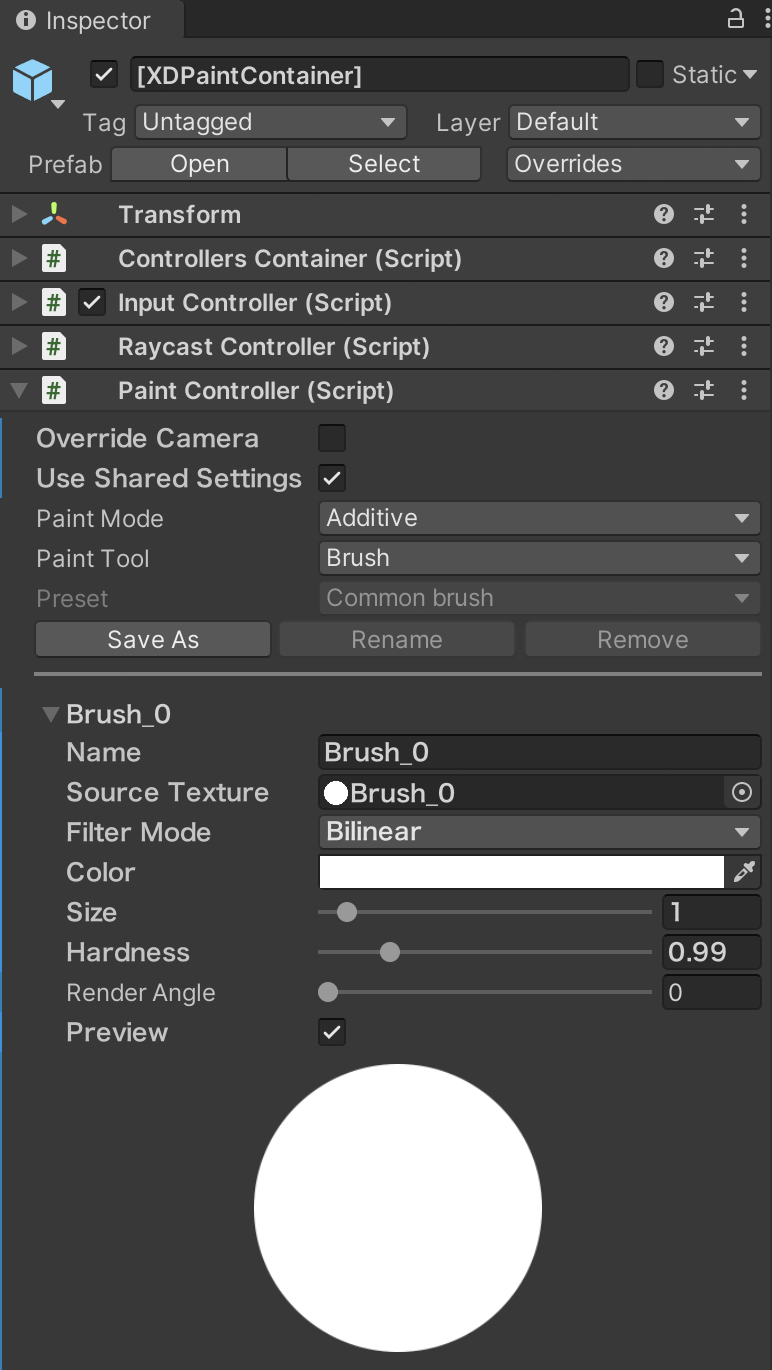 Inspector
[XDPaintContainer] Static
Tag Untagged Layer Default
Prefab Open Select Overrides
Transform
# Controllers Container (Script)
# Input Controller (Script)
# Raycast Controller (Script)
# Paint Controller (Script)
Override Camera
Use Shared Settings
Paint Mode Additive
Paint Tool Brush
Preset Common brush
Save As Rename Remove
Brush_0
Name Brush_0
Source Texture Brush_0
Filter Mode Bilinear
Color
Size 1
Hardness 0.99
Render Angle 0
Preview